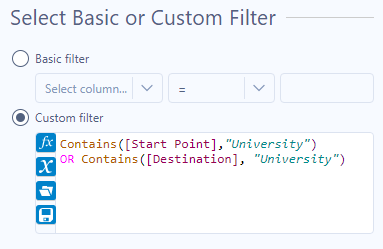 Select Basic or Custom Filter
Basic filter
Select column... =
Custom filter
fx Contains([Start Point],"University")
X OR Contains([Destination], "University")